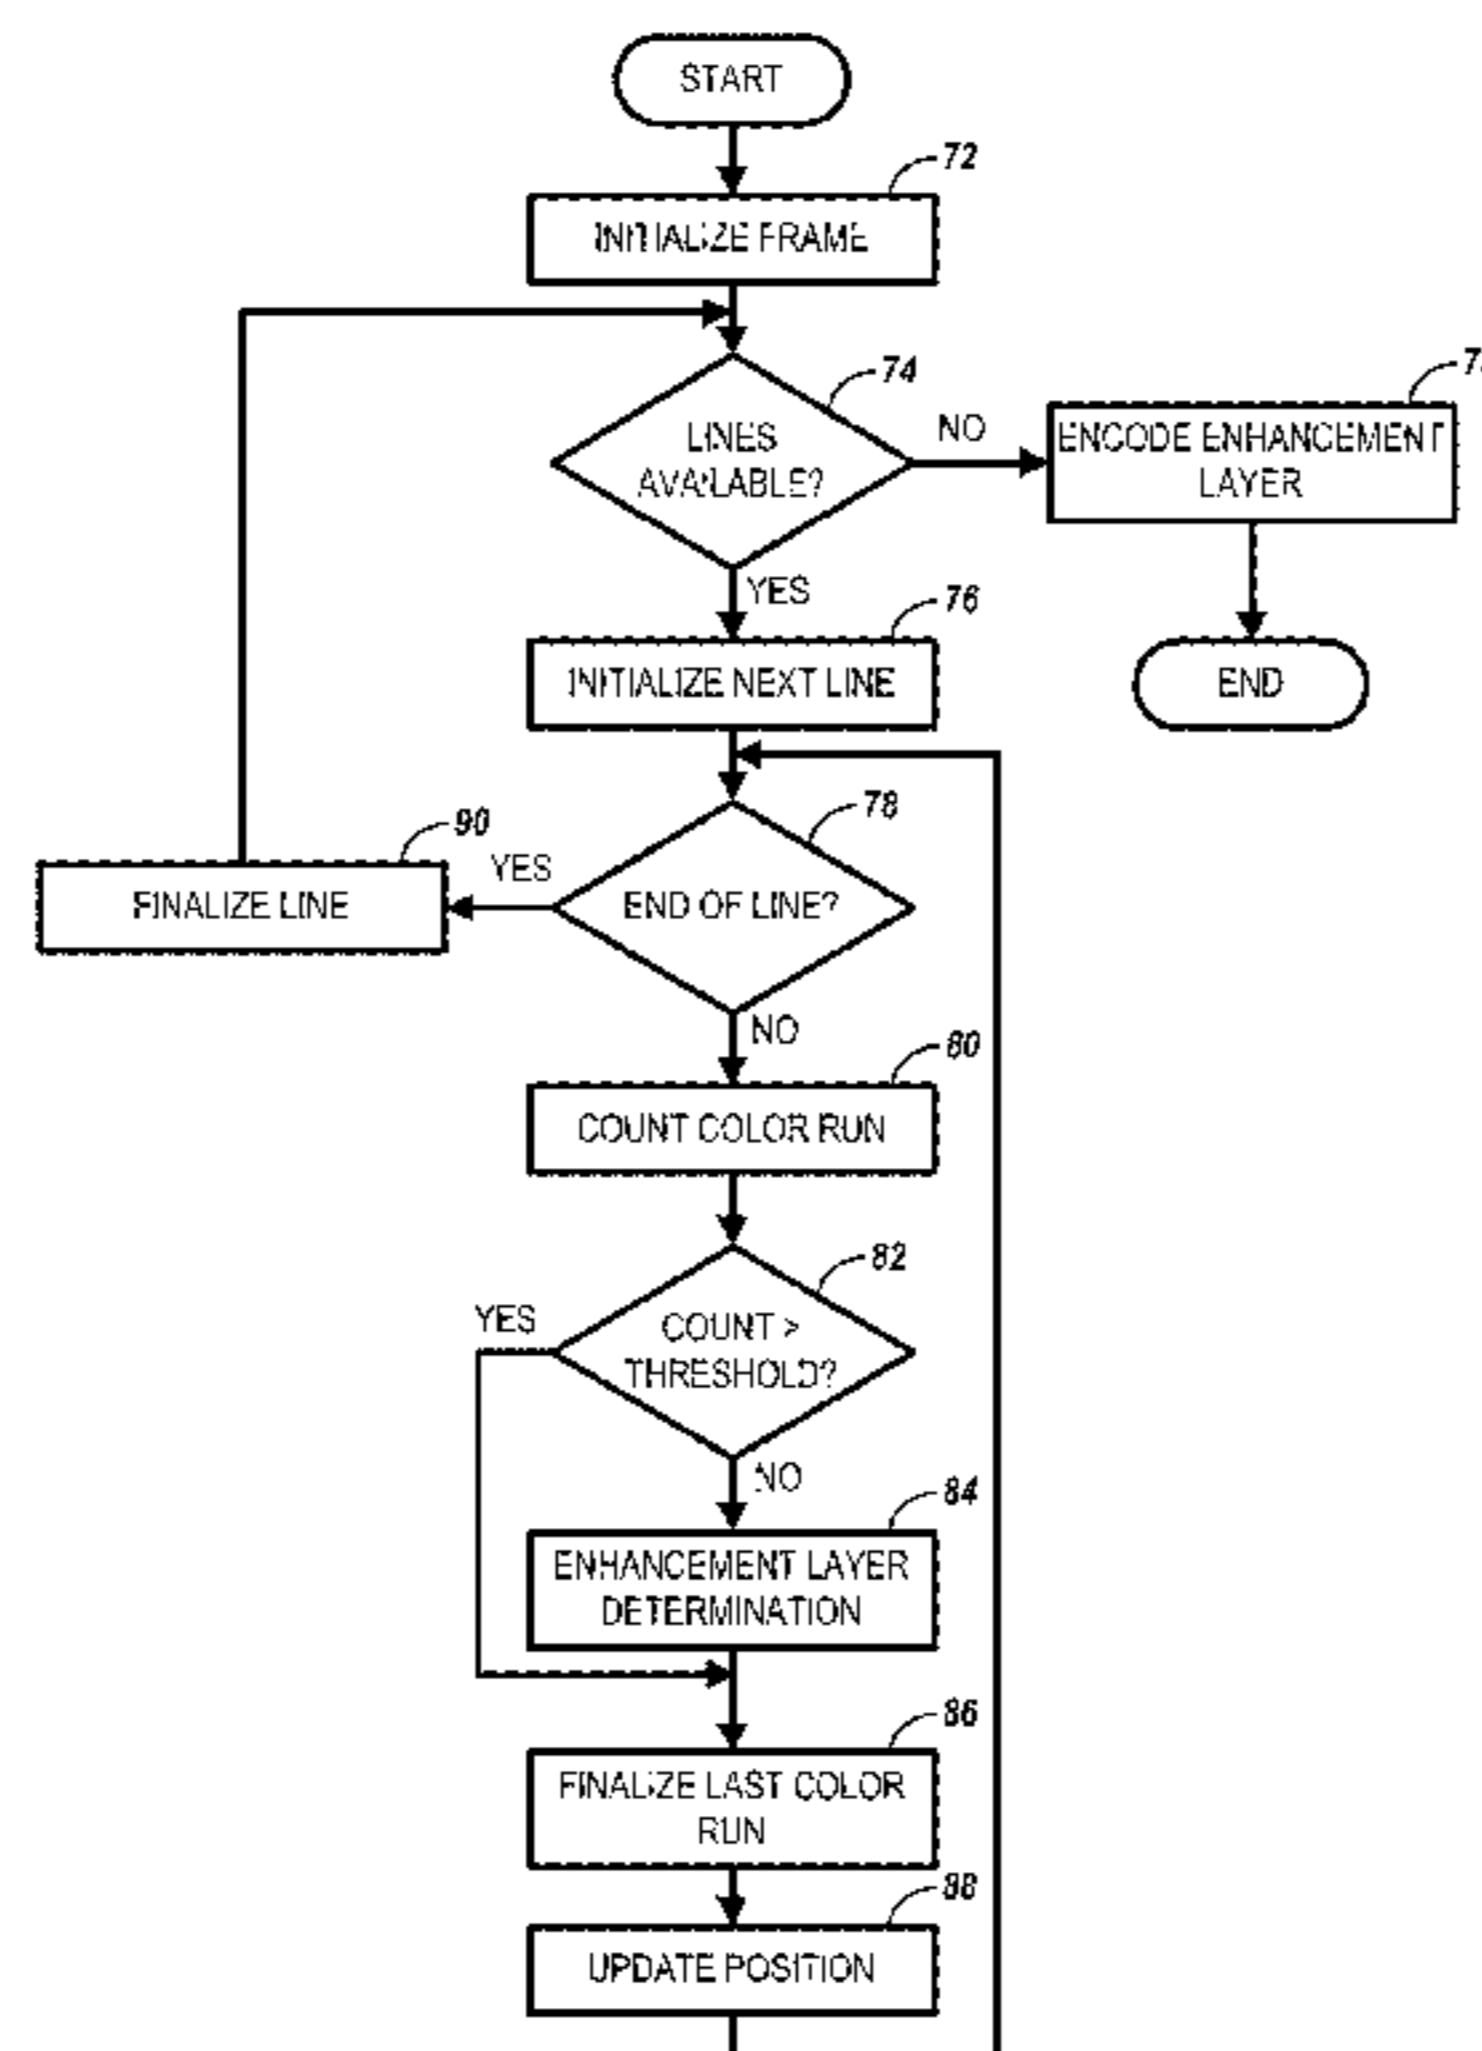 START
72
INITIALIZE FRAME
74
LINES
AVAILABLE?
NO
ENCODE ENHANCEMENT
LAYER
YES
76
INITIALIZE NEXT LINE
END
78
90
YES
FINALIZE LINE
END OF LINE?
NO
80
COUNT COLOR RUN
82
YES
COUNT >
THRESHOLD?
NO
84
ENHANCEMENT LAYER
DETERMINATION
86
FINALIZE LAST COLOR
RUN
88
UPDATE POSITION